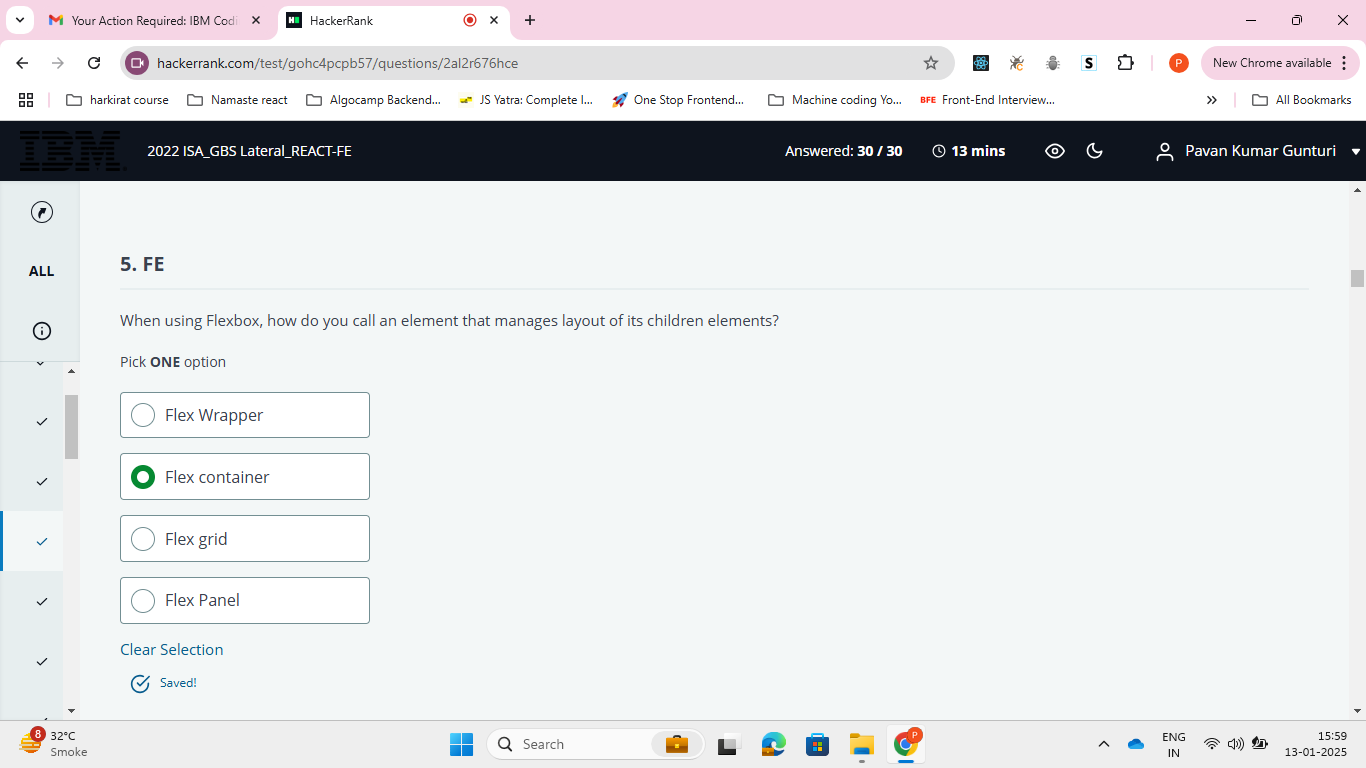 Your Action Required: IBM Codi
HackerRank
hackerrank.com/test/gohc4pcpb57/questions/2al2r676hce
S
P
New Chrome available
harkirat course
Namaste react
Algocamp Backend...
JS Yatra: Complete I...
One Stop Frontend...
Machine coding Yo...
BFE Front-End Interview...
All Bookmarks
IBM
2022 ISA_GBS Lateral_REACT-FE
Answered: 30 / 30
13 mins
Pavan Kumar Gunturi
ALL
5. FE
When using Flexbox, how do you call an element that manages layout of its children elements?
Pick ONE option
Flex Wrapper
Flex container
Flex grid
Flex Panel
Clear Selection
Saved!
8
32°C
Smoke
Search
P
ENG
IN
15:59
13-01-2025